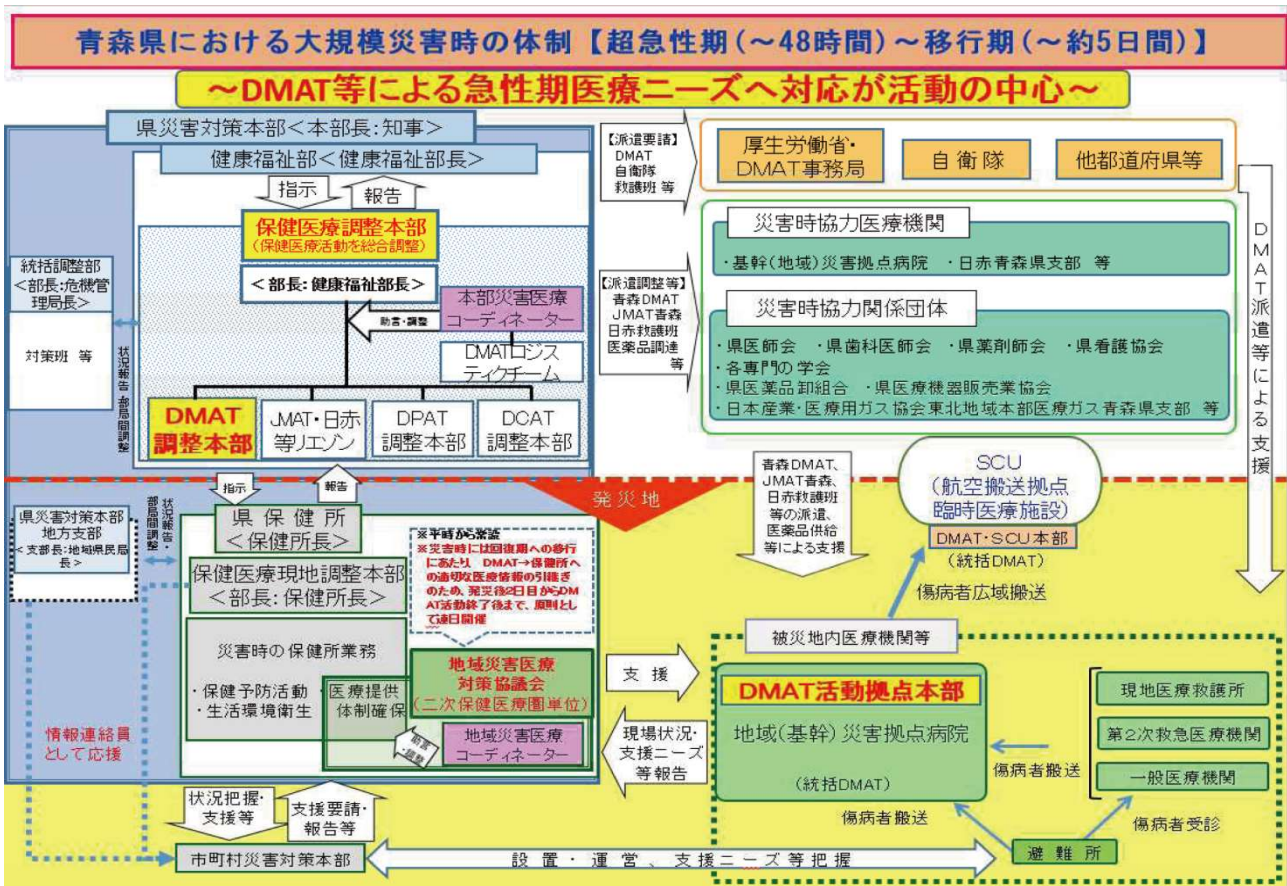 青森県における大規模災害時の体制【超急性期(～48時間)～移行期(～約5日間)】
～DMAT等による急性期医療ニーズへ対応が活動の中心～
県災害対策本部<本部長:知事>
健康福祉部<健康福祉部長>
指示
報告
保健医療調整本部
(保健医療活動を総合調整)
<部長:健康福祉部長>
統括調整部
<部長:危機管
理局長>
対策班 等
状況報告・部局間調整
助言・調整
本部災害医療
コーディネーター
DMATロジス
ティクチーム
DMAT
調整本部
JMAT・日赤
等リエゾン
DPAT
調整本部
DCAT
調整本部
【派遣要請】
DMAT
自衛隊
救護班 等
厚生労働省・
DMAT事務局
自衛隊
他都道府県等
【派遣調整等】
青森DMAT
JMAT青森
日赤救護班
医薬品調達
等
災害時協力医療機関
・基幹(地域)災害拠点病院 ・日赤青森県支部 等
災害時協力関係団体
・県医師会 ・県歯科医師会 ・県薬剤師会 ・県看護協会
・各専門の学会
・県医薬品卸組合 ・県医療機器販売業協会
・日本産業・医療用ガス協会東北地域本部医療ガス青森県支部 等
DMAT派遣等による支援
指示
報告
発災地
青森DMAT、
JMAT青森、
日赤救護班
等の派遣、
医薬品供給
等による支援
SCU
(航空搬送拠点
臨時医療施設)
DMAT・SCU本部
(統括DMAT)
傷病者広域搬送
県災害対策本部
地方支部
<支部長:地域県民局
長>
状況報告・
部局間調整
県保健所
<保健所長>
保健医療現地調整本部
<部長:保健所長>
災害時の保健所業務
・保健予防活動
・生活環境衛生
・医療提供
体制確保
※平時から常設
※災害時には回復期への移行
にあたり、DMAT→保健所へ
の適切な医療情報の引継ぎ
のため、発災後2日目からDM
AT活動終了後まで、原則とし
て連日開催
地域災害医療
対策協議会
(二次保健医療圏単位)
助言
・調整
地域災害医療
コーディネーター
情報連絡員
として応援
支援
現場状況・
支援ニーズ
等報告
被災地内医療機関等
DMAT活動拠点本部
地域(基幹)災害拠点病院
(統括DMAT)
傷病者搬送
傷病者搬送
現地医療救護所
第2次救急医療機関
一般医療機関
傷病者受診
避難所
状況把握・
支援等
支援要請・
報告等
市町村災害対策本部
設置・運営、支援ニーズ等把握